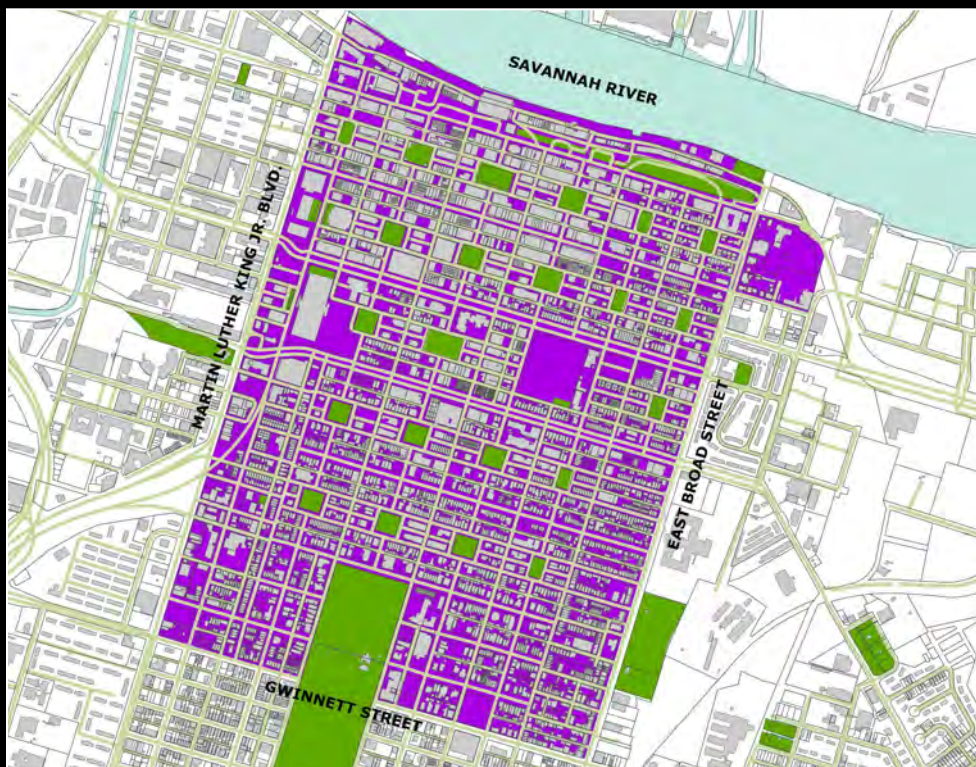 SAVANNAH RIVER
MARTIN LUTHER KING JR. BLVD.
EAST BROAD STREET
GWINNETT STREET